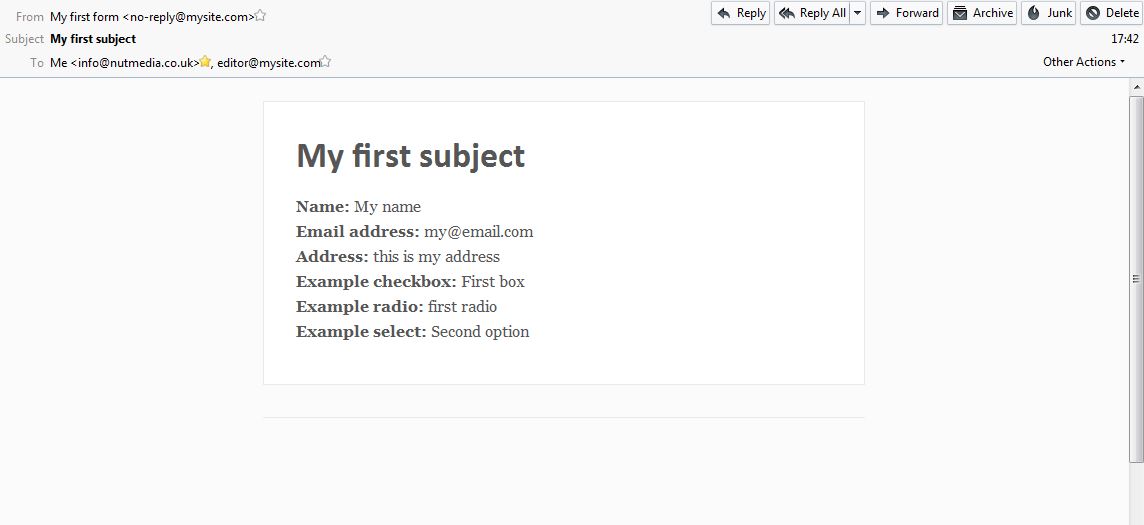 From My first form <no-reply@mysite.com>
Reply Reply All Forward Archive Junk Delete
Subject My first subject
17:42
To Me <info@nutmedia.co.uk>, editor@mysite.com
Other Actions
My first subject
Name: My name
Email address: my@email.com
Address: this is my address
Example checkbox: First box
Example radio: first radio
Example select: Second option